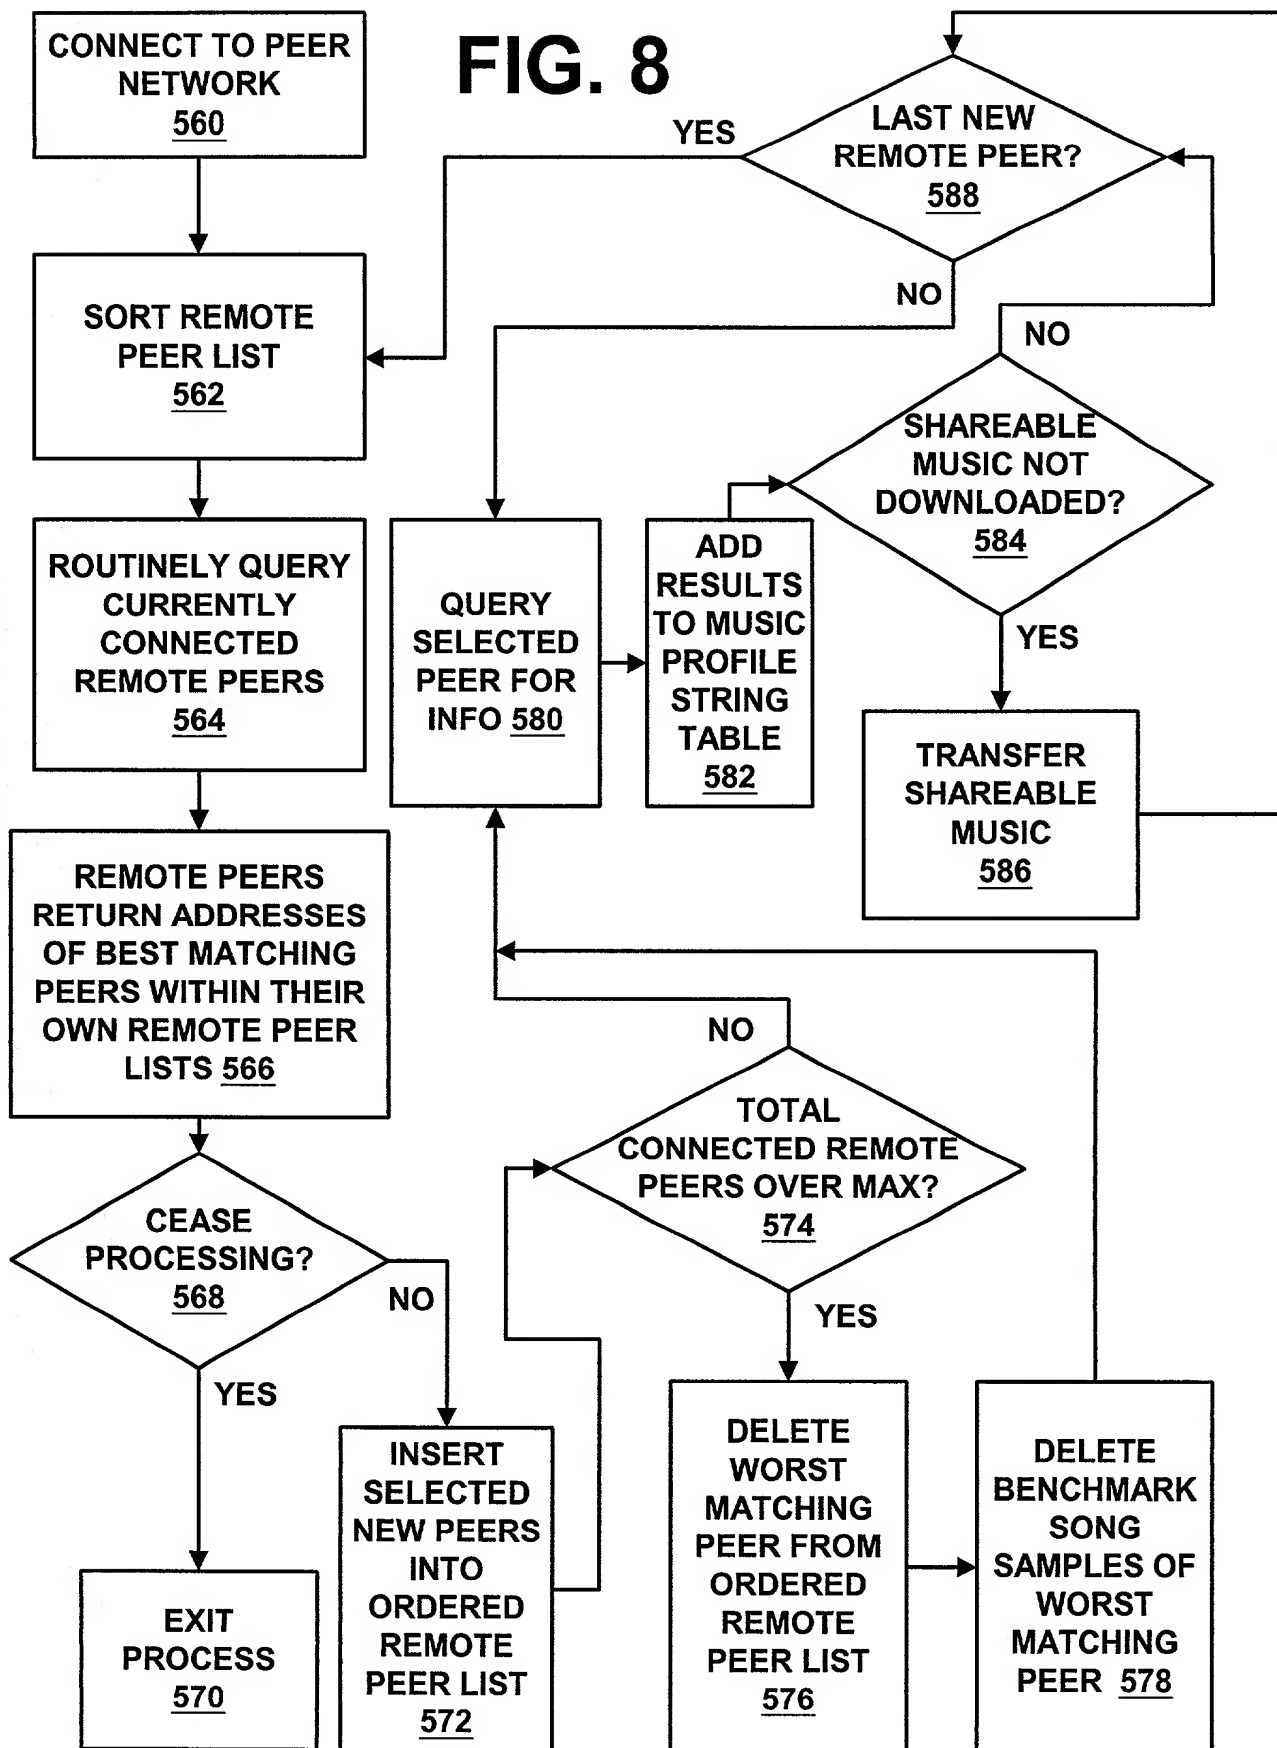 FIG. 8
CONNECT TO PEER
NETWORK
560
SORT REMOTE
PEER LIST
562
ROUTINELY QUERY
CURRENTLY
CONNECTED
REMOTE PEERS
564
REMOTE PEERS
RETURN ADDRESSES
OF BEST MATCHING
PEERS WITHIN THEIR
OWN REMOTE PEER
LISTS 566
CEASE
PROCESSING?
568
NO
YES
EXIT
PROCESS
570
INSERT
SELECTED
NEW PEERS
INTO
ORDERED
REMOTE
PEER LIST
572
TOTAL
CONNECTED REMOTE
PEERS OVER MAX?
574
NO
YES
DELETE
WORST
MATCHING
PEER FROM
ORDERED
REMOTE
PEER LIST
576
DELETE
BENCHMARK
SONG
SAMPLES OF
WORST
MATCHING
PEER 578
QUERY
SELECTED
PEER FOR
INFO 580
ADD
RESULTS
TO MUSIC
PROFILE
STRING
TABLE
582
SHAREABLE
MUSIC NOT
DOWNLOADED?
584
NO
YES
TRANSFER
SHAREABLE
MUSIC
586
LAST NEW
REMOTE PEER?
588
YES
NO